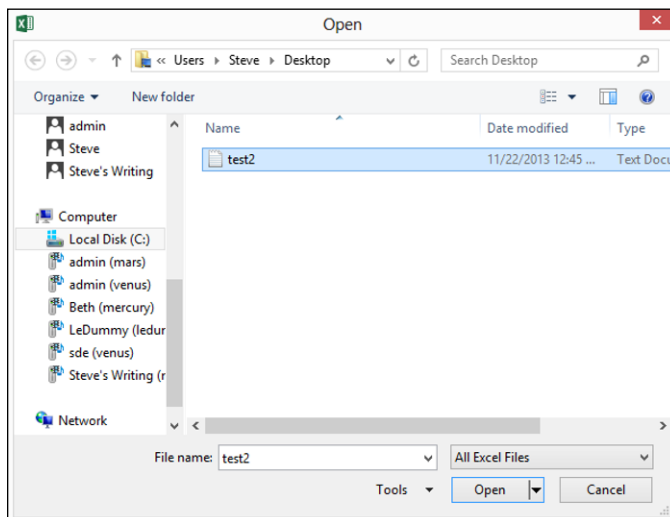 Open
« Users Steve Desktop
Search Desktop
Organize New folder
admin
Steve
Steve's Writing
Computer
Local Disk (C:)
admin (mars)
admin (venus)
Beth (mercury)
LeDummy (ledur
sde (venus)
Steve's Writing (r
Network
Name Date modified Type
test2 11/22/2013 12:45 ... Text Docu
File name: test2 All Excel Files
Tools Open Cancel